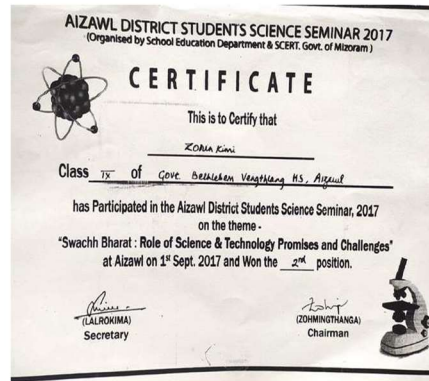 AIZAWL DISTRICT STUDENTS SCIENCE SEMINAR 2017
(Organised by School Education Department & SCERT. Govt. of Mizoram )
CERTIFICATE
This is to Certify that
Kimi
Class IX of Govt. Bethlehem Vengthlang H.S, Aizawl
has Participated in the Aizawl District Students Science Seminar, 2017
on the theme -
"Swachh Bharat : Role of Science & Technology Promises and Challenges"
at Aizawl on 1st Sept. 2017 and Won the 2nd position.
(LALROKIMA)
Secretary
(ZOHMINGTHANGA)
Chairman